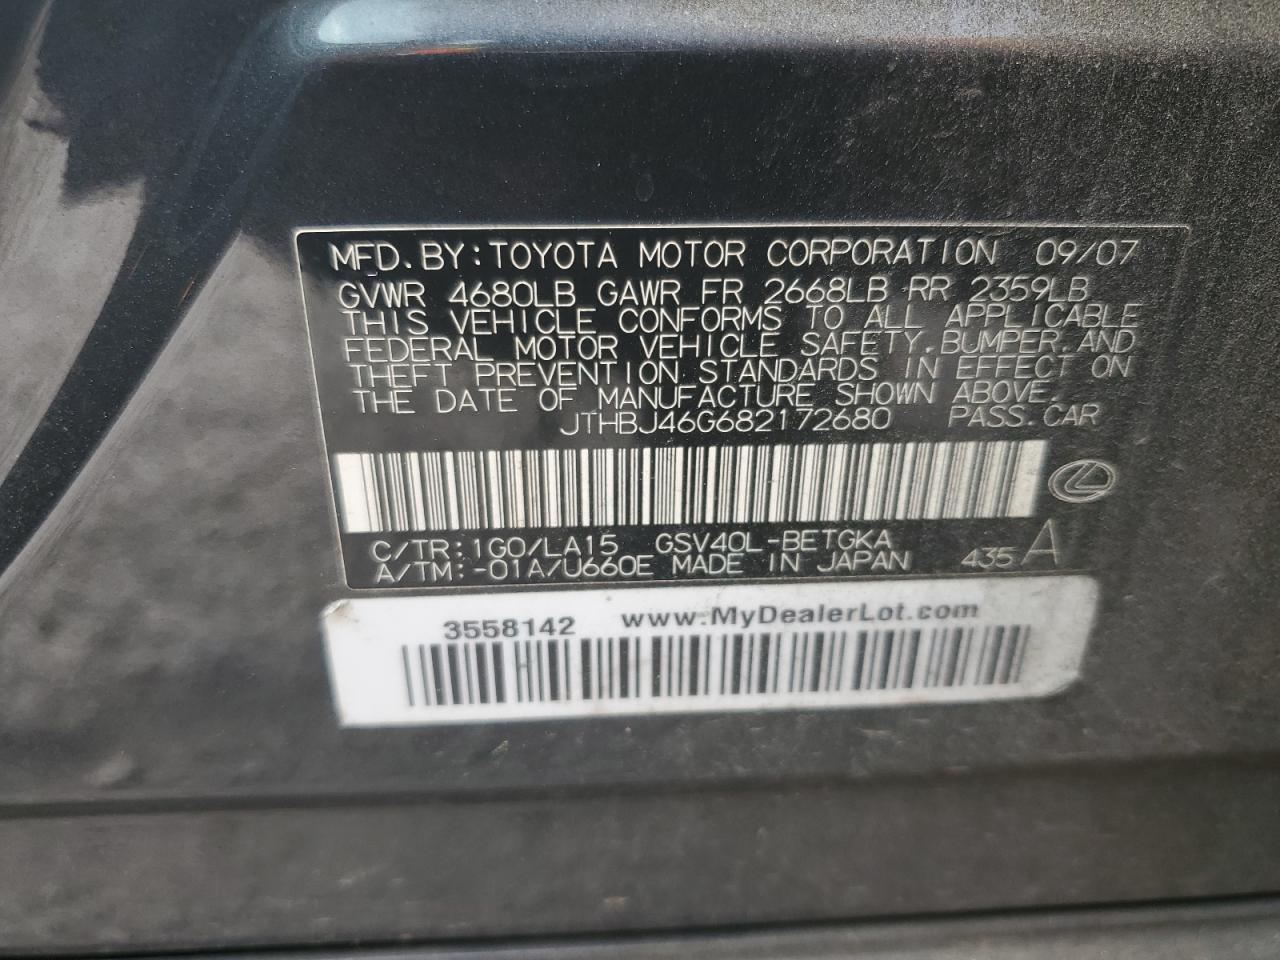 MFD. BY: TOYOTA MOTOR CORPORATION 09/07
GVWR 4680LB GAWR FR 2668LB RR 2359LB
THIS VEHICLE CONFORMS TO ALL APPLICABLE
FEDERAL MOTOR VEHICLE SAFETY, BUMPER, AND
THEFT PREVENTION STANDARDS IN EFFECT ON
THE DATE OF MANUFACTURE SHOWN ABOVE.
JTHBJ46G682172680 PASS. CAR
C/TR: 1G0/LA15 GSV40L-BETGKA
A/TM: -01A/U660E MADE IN JAPAN 435 A
3558142 www.MyDealerLot.com